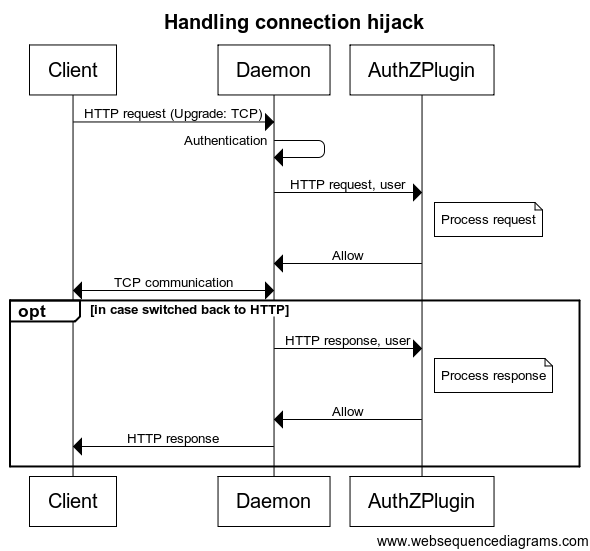 Handling connection hijack
Client
Daemon
AuthZPlugin
HTTP request (Upgrade: TCP)
Authentication
HTTP request, user
Process request
Allow
TCP communication
opt
[in case switched back to HTTP]
HTTP response, user
Process response
Allow
HTTP response
Client
Daemon
AuthZPlugin
www.websequencediagrams.com